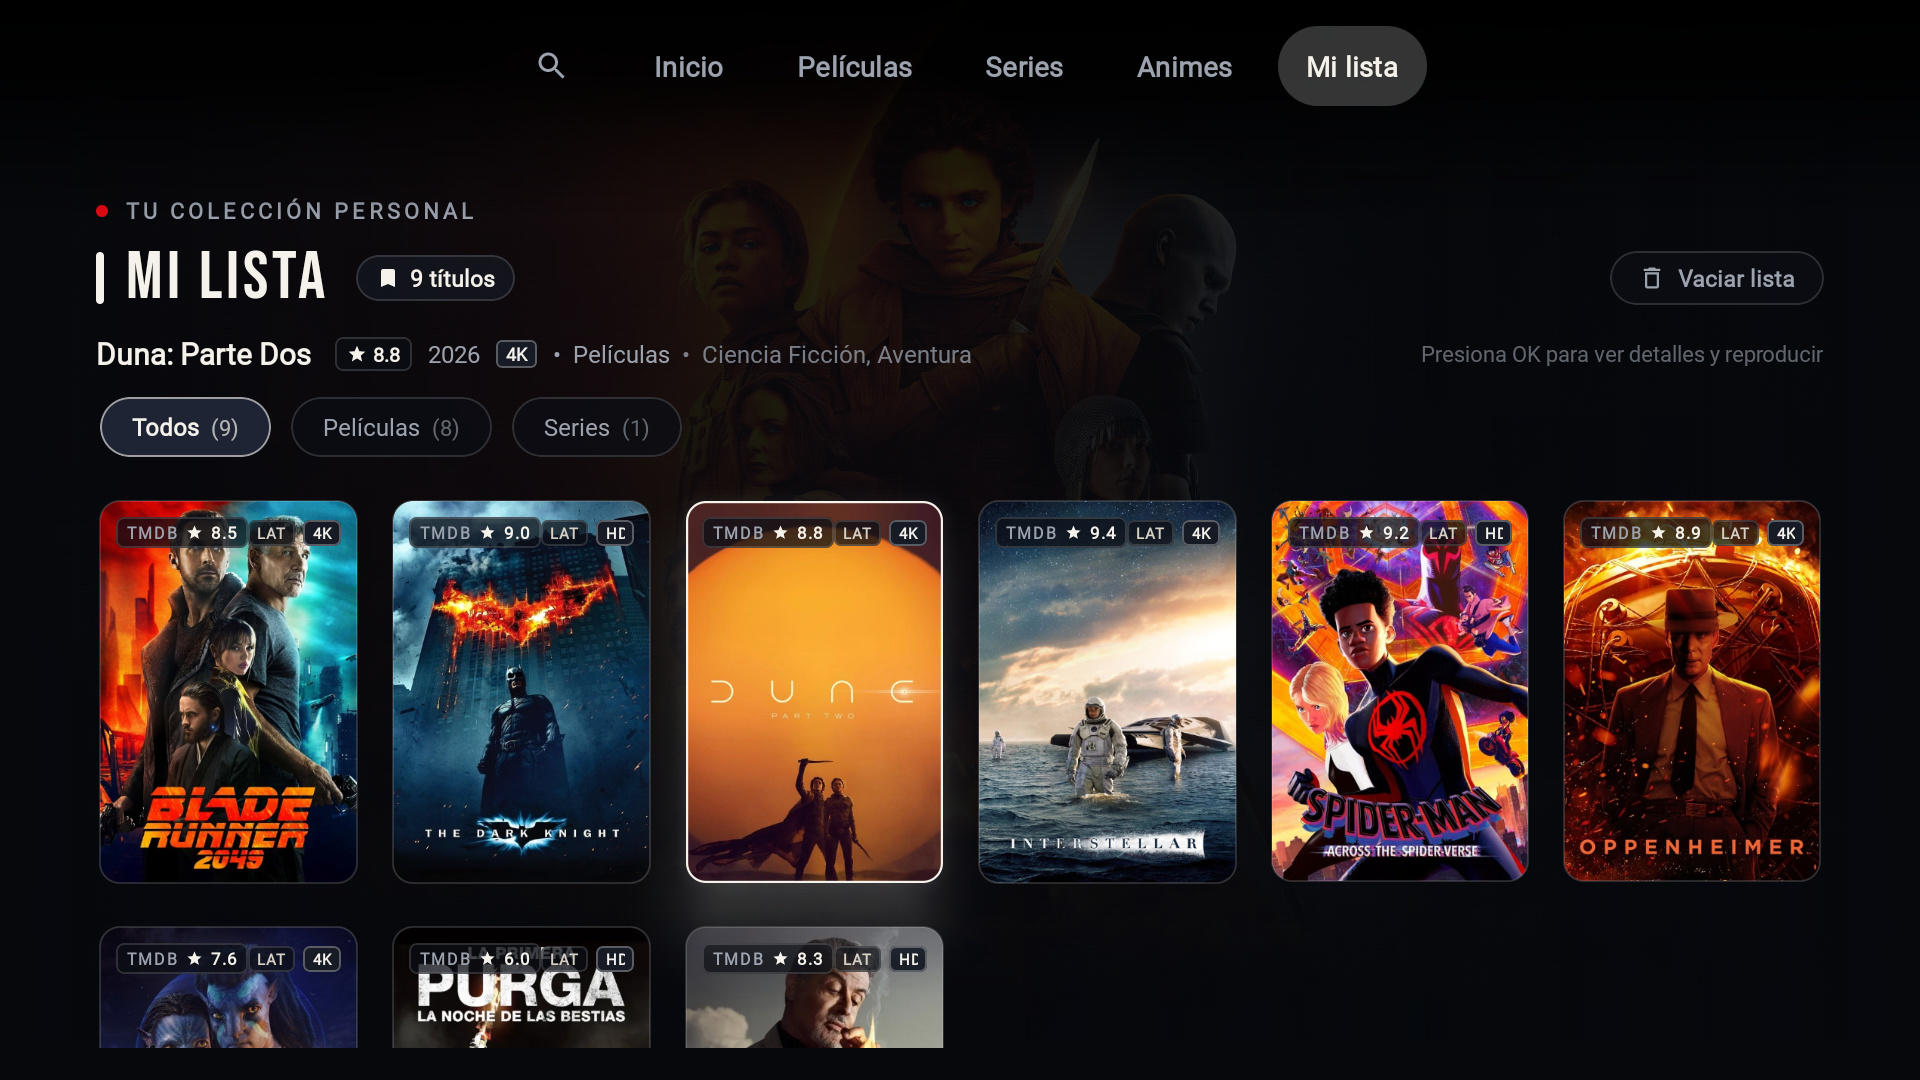 Inicio Películas Series Animes Mi lista
TU COLECCIÓN PERSONAL
MI LISTA 9 títulos Vaciar lista
Duna: Parte Dos 8.8 2026 4K • Películas • Ciencia Ficción, Aventura Presiona OK para ver detalles y reproducir
Todos (9) Películas (8) Series (1)
TMDB ★ 8.5 LAT 4K
BLADE
RUNNER
2049
TMDB ★ 9.0 LAT HD
THE DARK KNIGHT
TMDB ★ 8.8 LAT 4K
DUNE
PART TWO
TMDB ★ 9.4 LAT 4K
INTERSTELLAR
TMDB ★ 9.2 LAT HD
SPIDER-MAN
ACROSS THE SPIDER-VERSE
TMDB ★ 8.9 LAT 4K
OPPENHEIMER
TMDB ★ 7.6 LAT 4K
TMDB ★ 6.0 LAT HD
LA PRIMERA
PURGA
LA NOCHE DE LAS BESTIAS
TMDB ★ 8.3 LAT HD